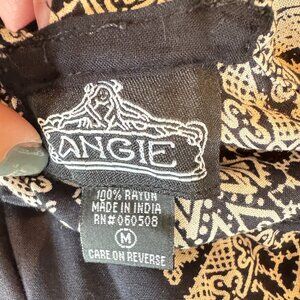 ANGIE
100% RAYON
MADE IN INDIA
RN# 060508
M
CARE ON REVERSE